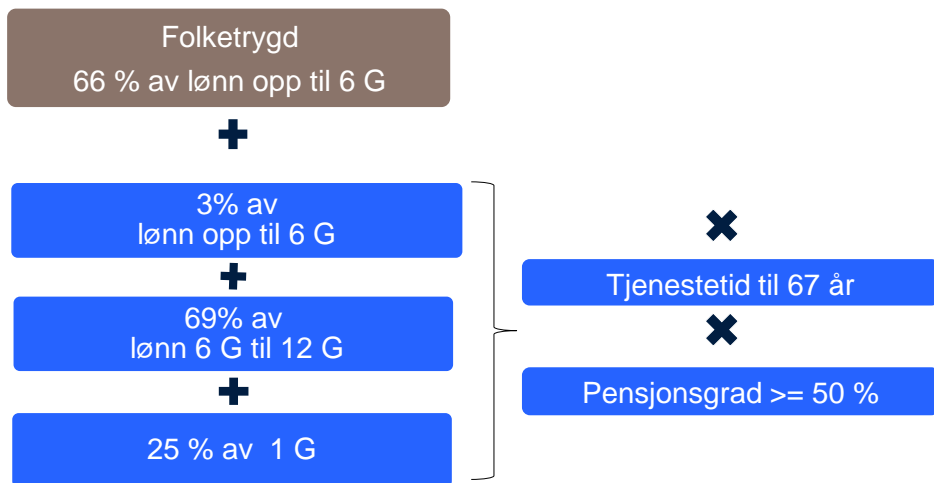 Folketrygd
66 % av lønn opp til 6 G
3% av
lønn opp til 6 G
69% av
lønn 6 G til 12 G
25 % av 1 G
Tjenestetid til 67 år
Pensjonsgrad >= 50 %